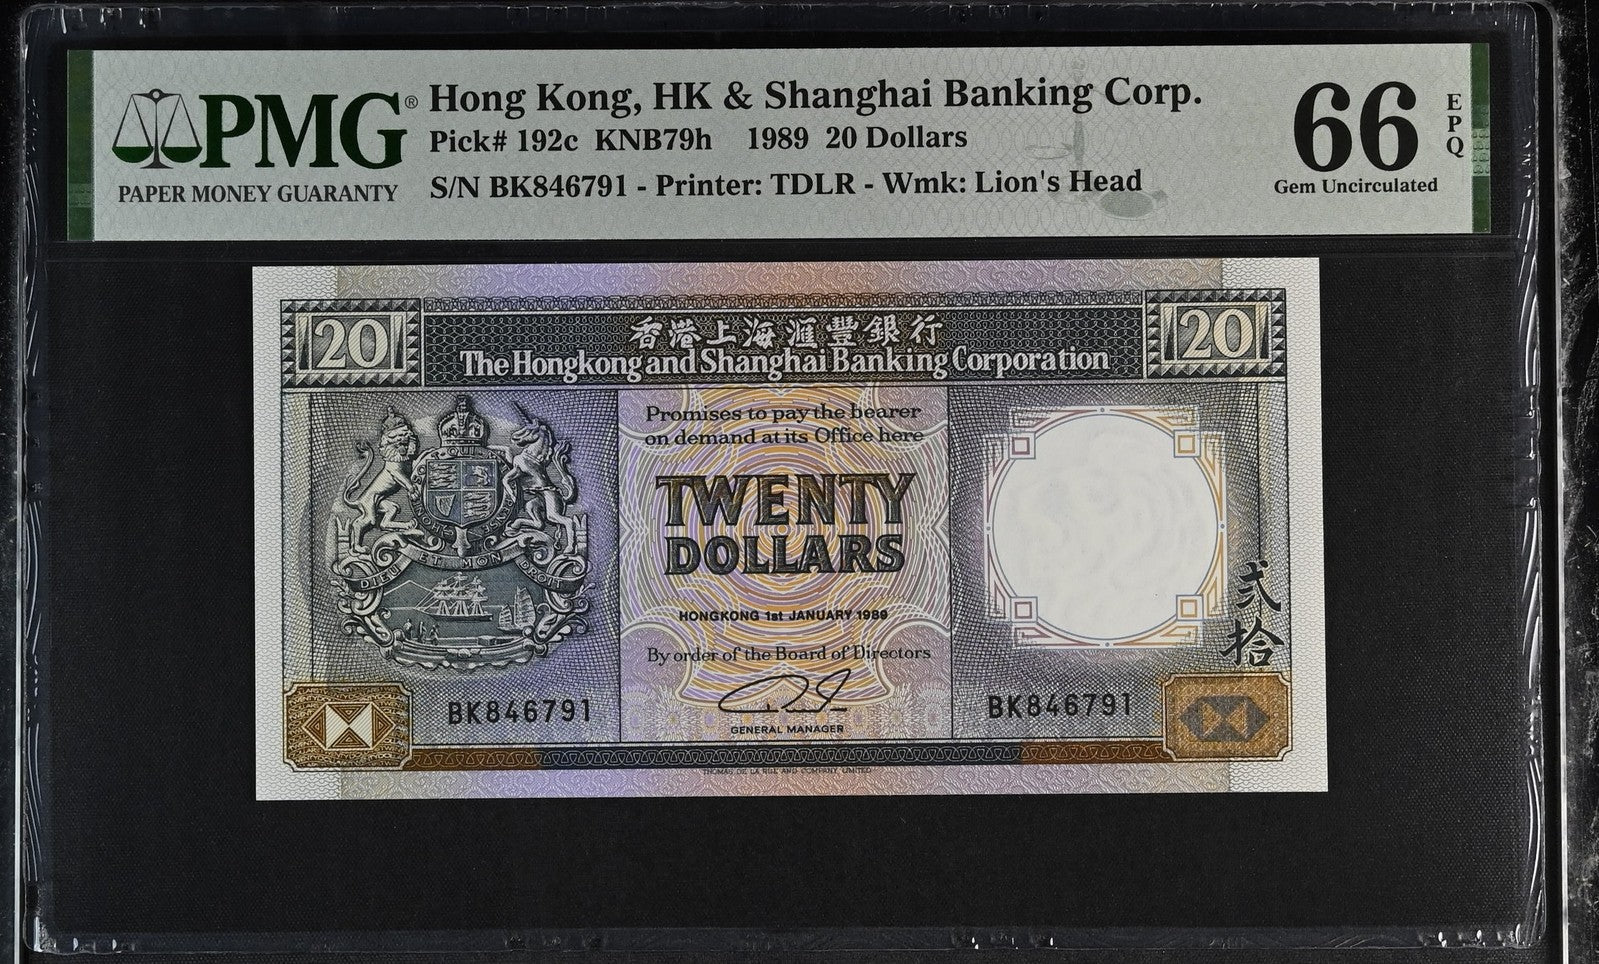 PMG®
PAPER MONEY GUARANTY
Hong Kong, HK & Shanghai Banking Corp.
Pick# 192c KNB79h 1989 20 Dollars
S/N BK846791 - Printer: TDLR - Wmk: Lion's Head
66
EPQ
Gem Uncirculated
20
香港上海滙豐銀行
20
The Hongkong and Shanghai Banking Corporation
Promises to pay the bearer
on demand at its Office here
TWENTY
DOLLARS
HONGKONG 1st JANUARY 1989
By order of the Board of Directors
GENERAL MANAGER
DIEU ET MON DROIT
BK846791
BK846791
弍拾
THOMAS DE LA RUE AND COMPANY LIMITED